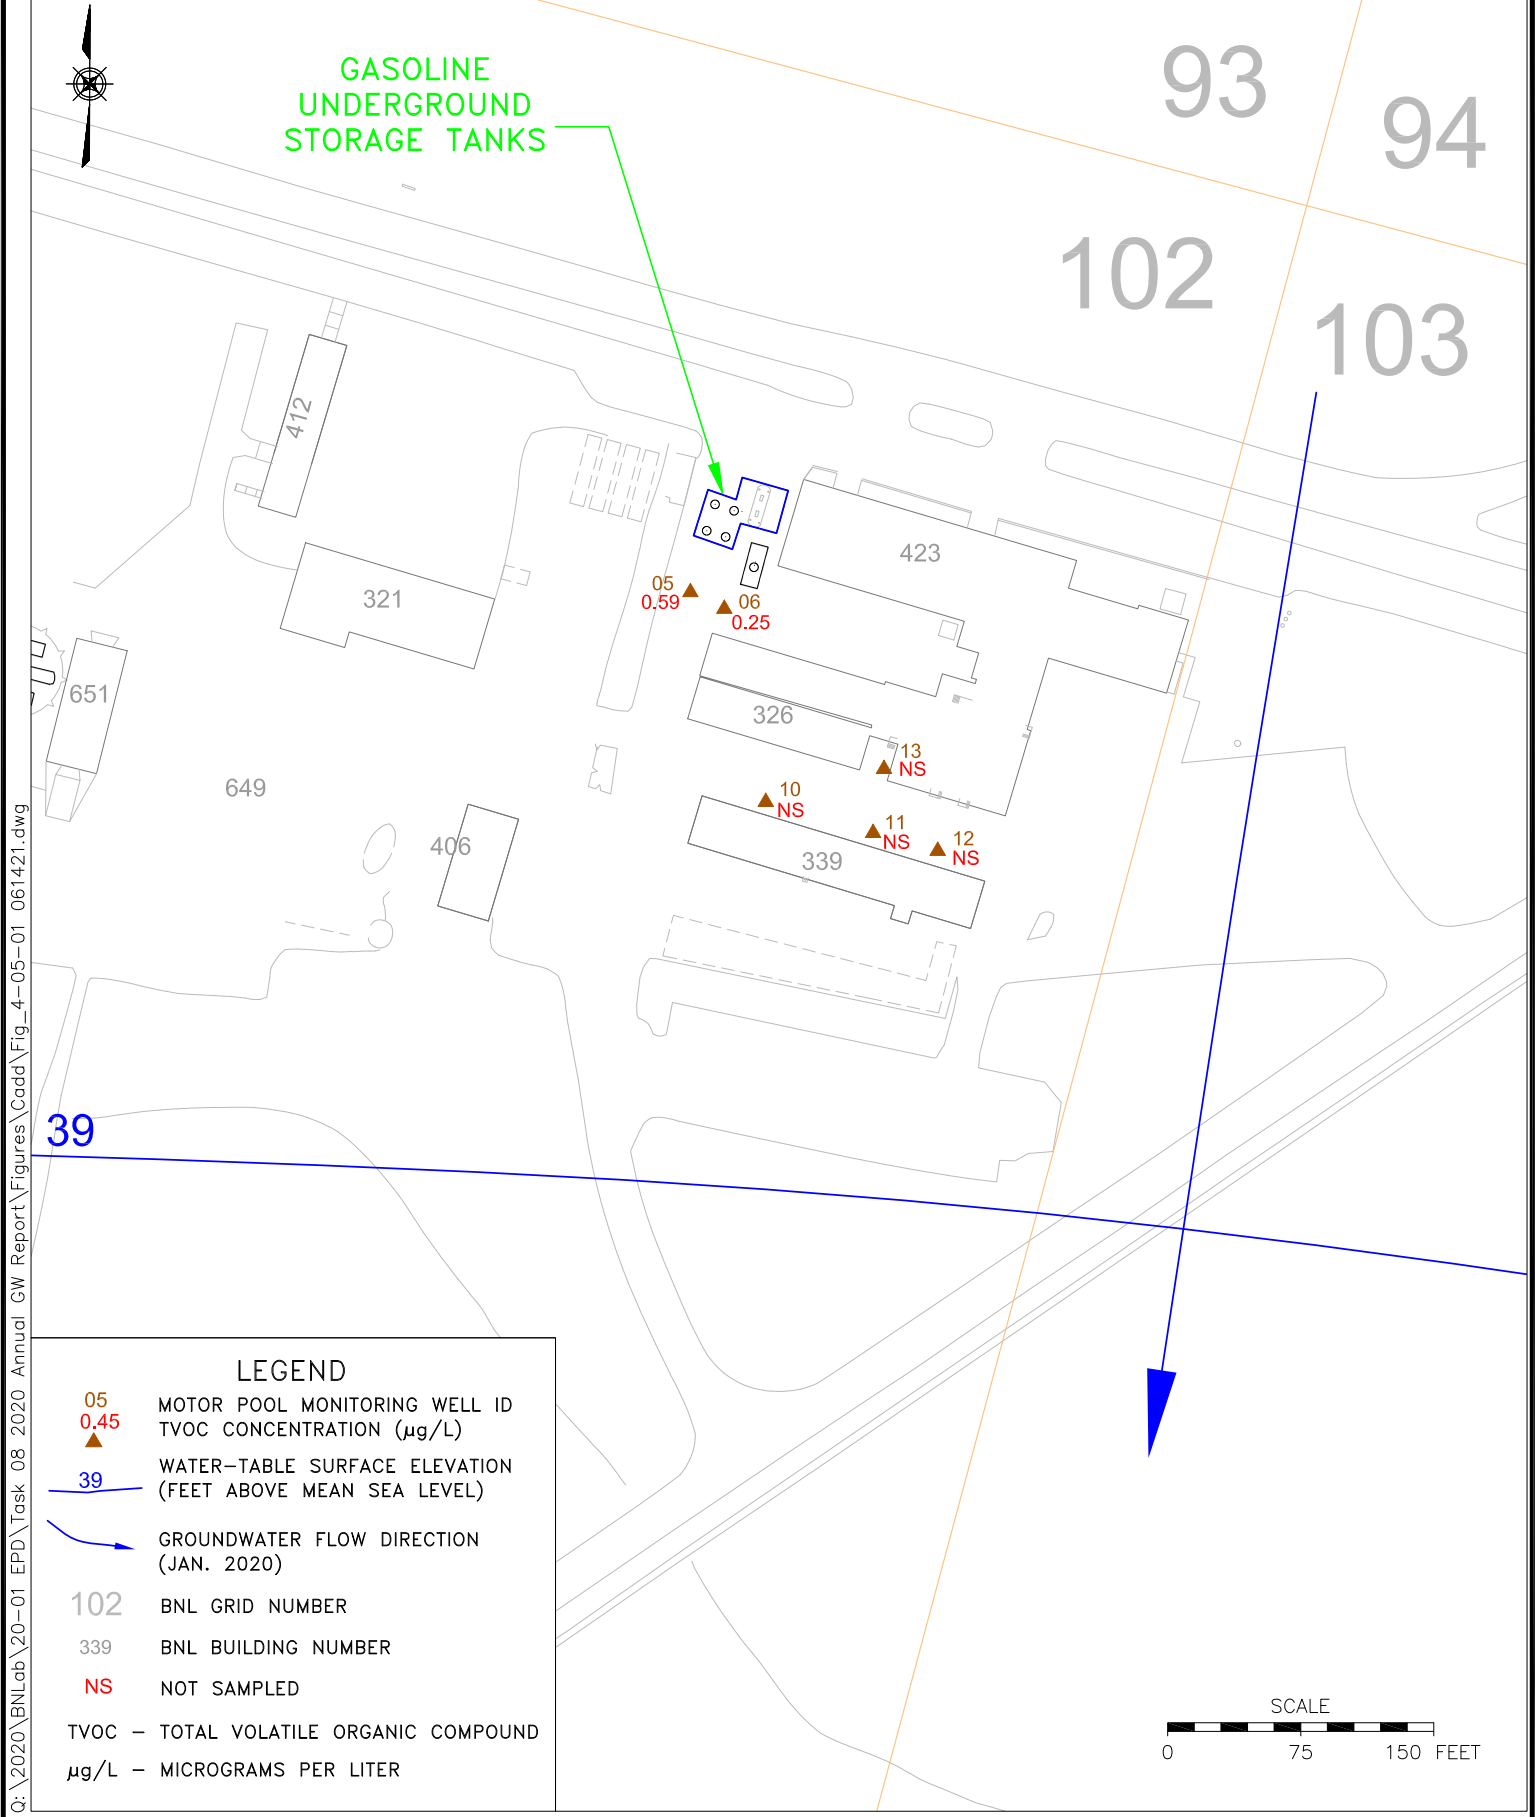 GASOLINE
UNDERGROUND
STORAGE TANKS
93
94
102
103
412
423
321
05
0.59
06
0.25
651
326
13
NS
649
10
NS
406
11
NS
12
NS
339
39
LEGEND
05
0.45
MOTOR POOL MONITORING WELL ID
TVOC CONCENTRATION (µg/L)
39
WATER-TABLE SURFACE ELEVATION
(FEET ABOVE MEAN SEA LEVEL)
GROUNDWATER FLOW DIRECTION
(JAN. 2020)
102 BNL GRID NUMBER
339 BNL BUILDING NUMBER
NS NOT SAMPLED
TVOC – TOTAL VOLATILE ORGANIC COMPOUND
µg/L – MICROGRAMS PER LITER
SCALE
0 75 150 FEET
Q:\2020\BNLab\20-01 EPD\Task 08 2020 Annual GW Report\Figures\Cadd\Fig_4-05-01 061421.dwg